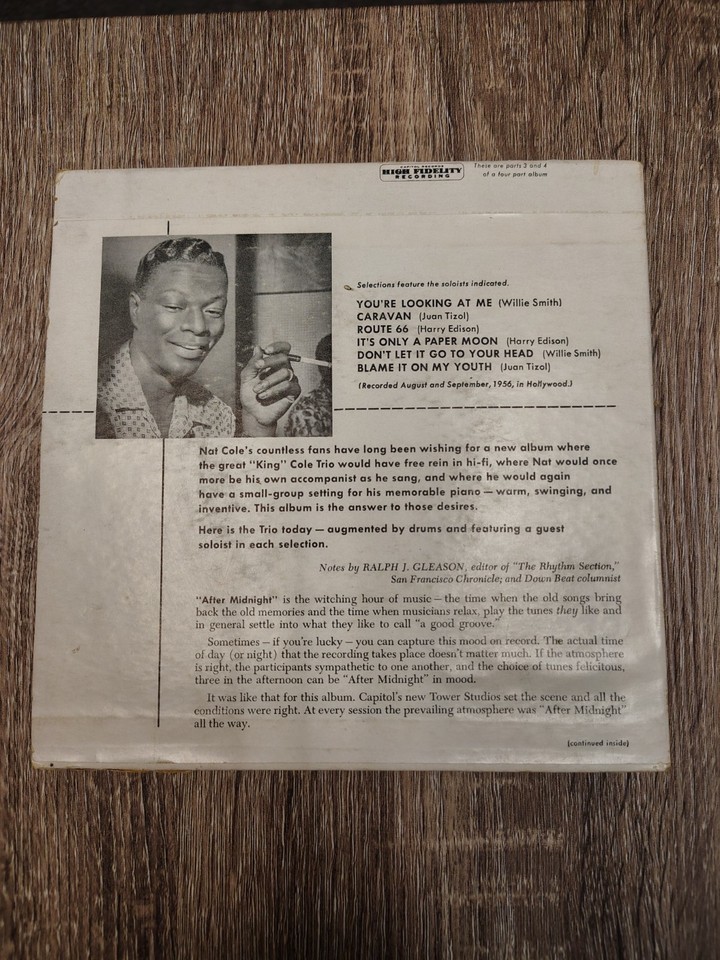 CAPITOL RECORDS
HIGH FIDELITY
RECORDING
These are parts 3 and 4
of a four part album
Selections feature the soloists indicated.
YOU'RE LOOKING AT ME (Willie Smith)
CARAVAN (Juan Tizol)
ROUTE 66 (Harry Edison)
IT'S ONLY A PAPER MOON (Harry Edison)
DON'T LET IT GO TO YOUR HEAD (Willie Smith)
BLAME IT ON MY YOUTH (Juan Tizol)
(Recorded August and September, 1956, in Hollywood.)
Nat Cole's countless fans have long been wishing for a new album where
the great "King" Cole Trio would have free rein in hi-fi, where Nat would once
more be his own accompanist as he sang, and where he would again
have a small-group setting for his memorable piano — warm, swinging, and
inventive. This album is the answer to those desires.
Here is the Trio today — augmented by drums and featuring a guest
soloist in each selection.
Notes by RALPH J. GLEASON, editor of "The Rhythm Section,"
San Francisco Chronicle; and Down Beat columnist
"After Midnight" is the witching hour of music — the time when the old songs bring
back the old memories and the time when musicians relax, play the tunes they like and
in general settle into what they like to call "a good groove."
Sometimes — if you're lucky — you can capture this mood on record. The actual time
of day (or night) that the recording takes place doesn't matter much. If the atmosphere
is right, the participants sympathetic to one another, and the choice of tunes felicitous,
three in the afternoon can be "After Midnight" in mood.
It was like that for this album. Capitol's new Tower Studios set the scene and all the
conditions were right. At every session the prevailing atmosphere was "After Midnight"
all the way.
(continued inside)